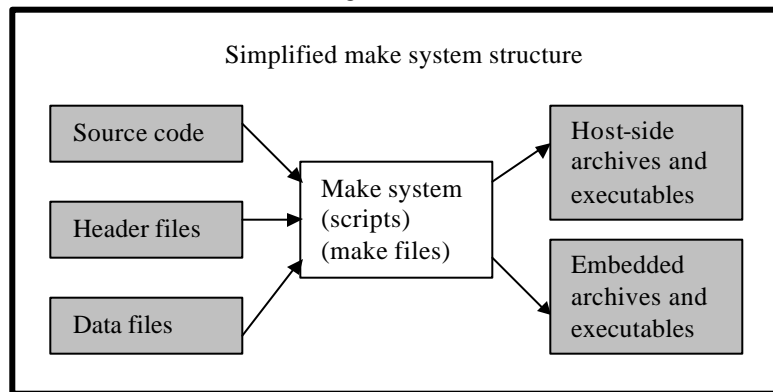 Simplified make system structure
Source code
Header files
Data files
Make system
(scripts)
(make files)
Host-side
archives and
executables
Embedded
archives and
executables